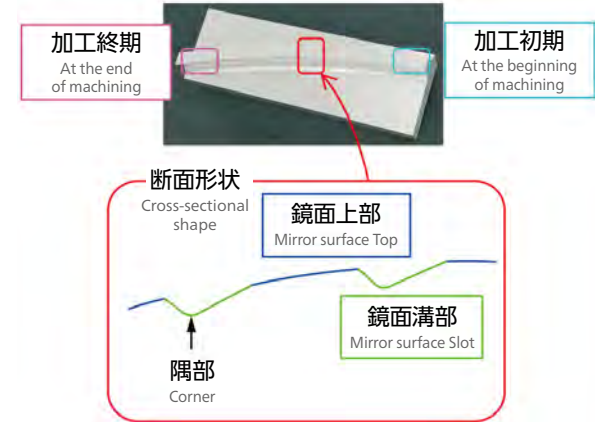 加工終期
At the end
of machining
加工初期
At the beginning
of machining
断面形状
Cross-sectional
shape
鏡面上部
Mirror surface Top
鏡面溝部
Mirror surface Slot
隅部
Corner